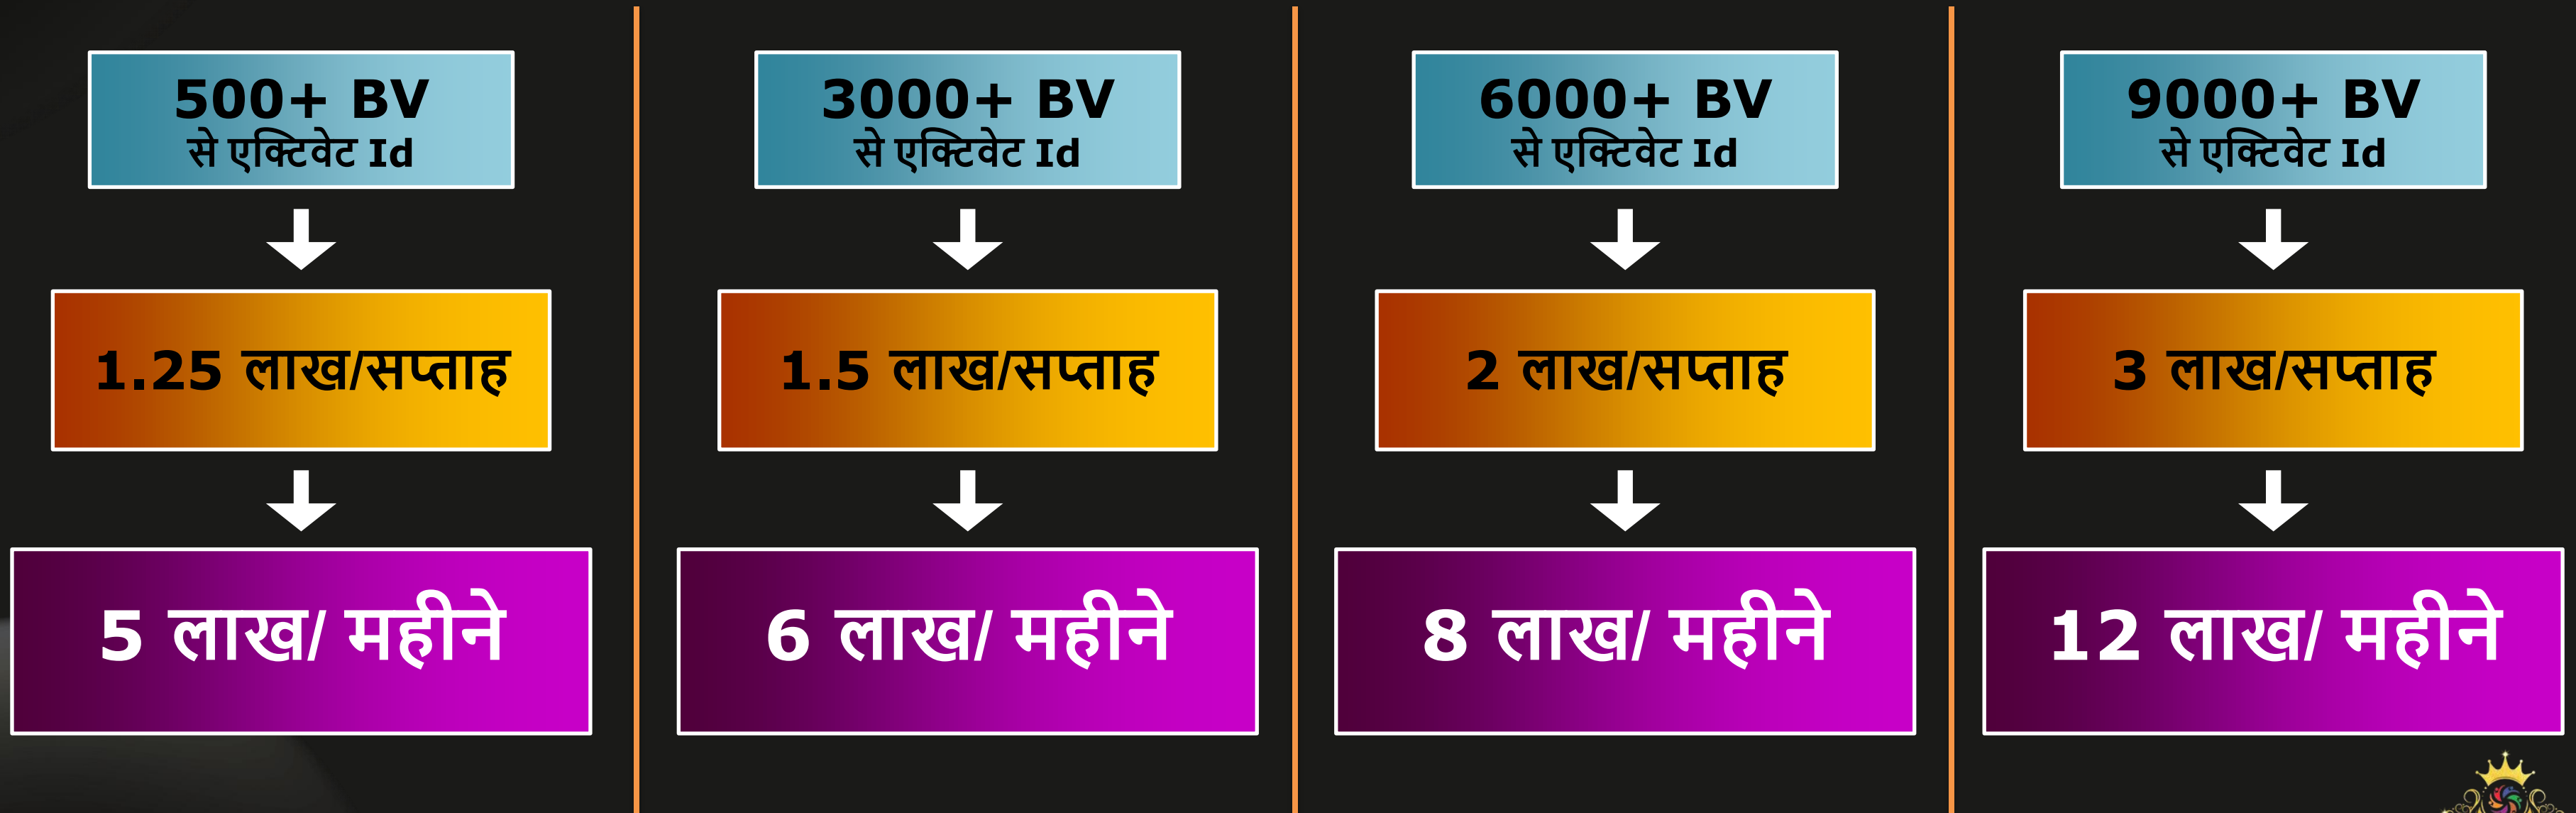 500+ BV
से एक्टिवेट Id
1.25 लाख/सप्ताह
5 लाख/ महीने
3000+ BV
से एक्टिवेट Id
1.5 लाख/सप्ताह
6 लाख/ महीने
6000+ BV
से एक्टिवेट Id
2 लाख/सप्ताह
8 लाख/ महीने
9000+ BV
से एक्टिवेट Id
3 लाख/सप्ताह
12 लाख/ महीने